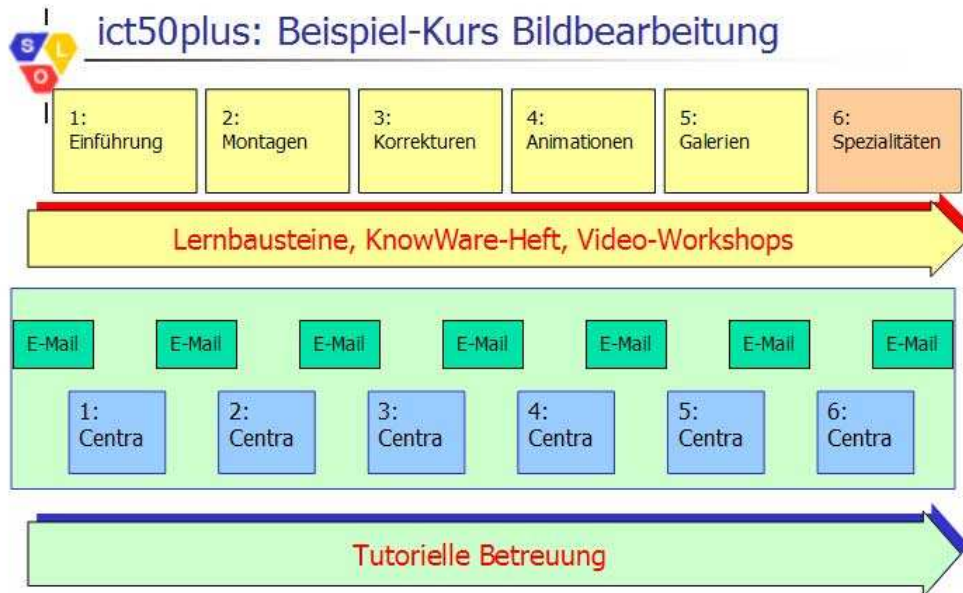 ict50plus: Beispiel-Kurs Bildbearbeitung
S L
O
1:
Einführung
2:
Montagen
3:
Korrekturen
4:
Animationen
5:
Galerien
6:
Spezialitäten
Lernbausteine, KnowWare-Heft, Video-Workshops
E-Mail E-Mail E-Mail E-Mail E-Mail E-Mail E-Mail
1:
Centra
2:
Centra
3:
Centra
4:
Centra
5:
Centra
6:
Centra
Tutorielle Betreuung